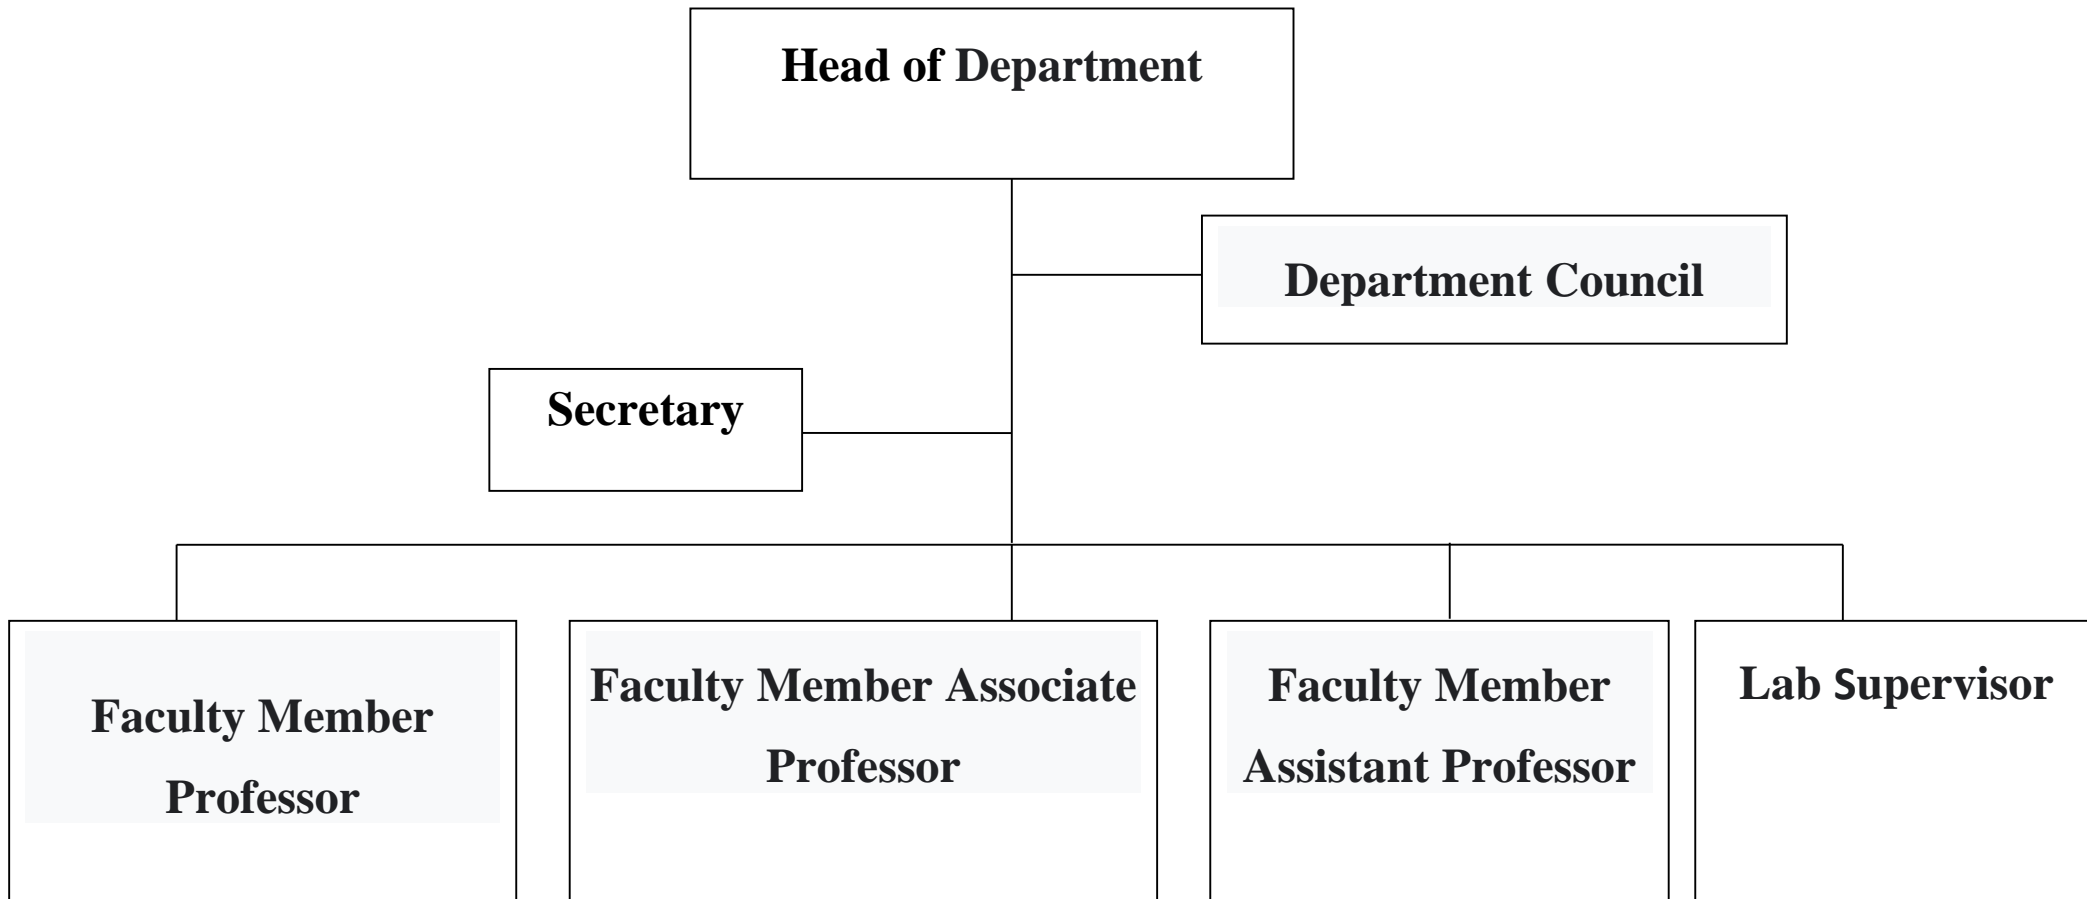 Head of Department
Department Council
Secretary
Faculty Member
Professor
Faculty Member Associate
Professor
Faculty Member
Assistant Professor
Lab Supervisor